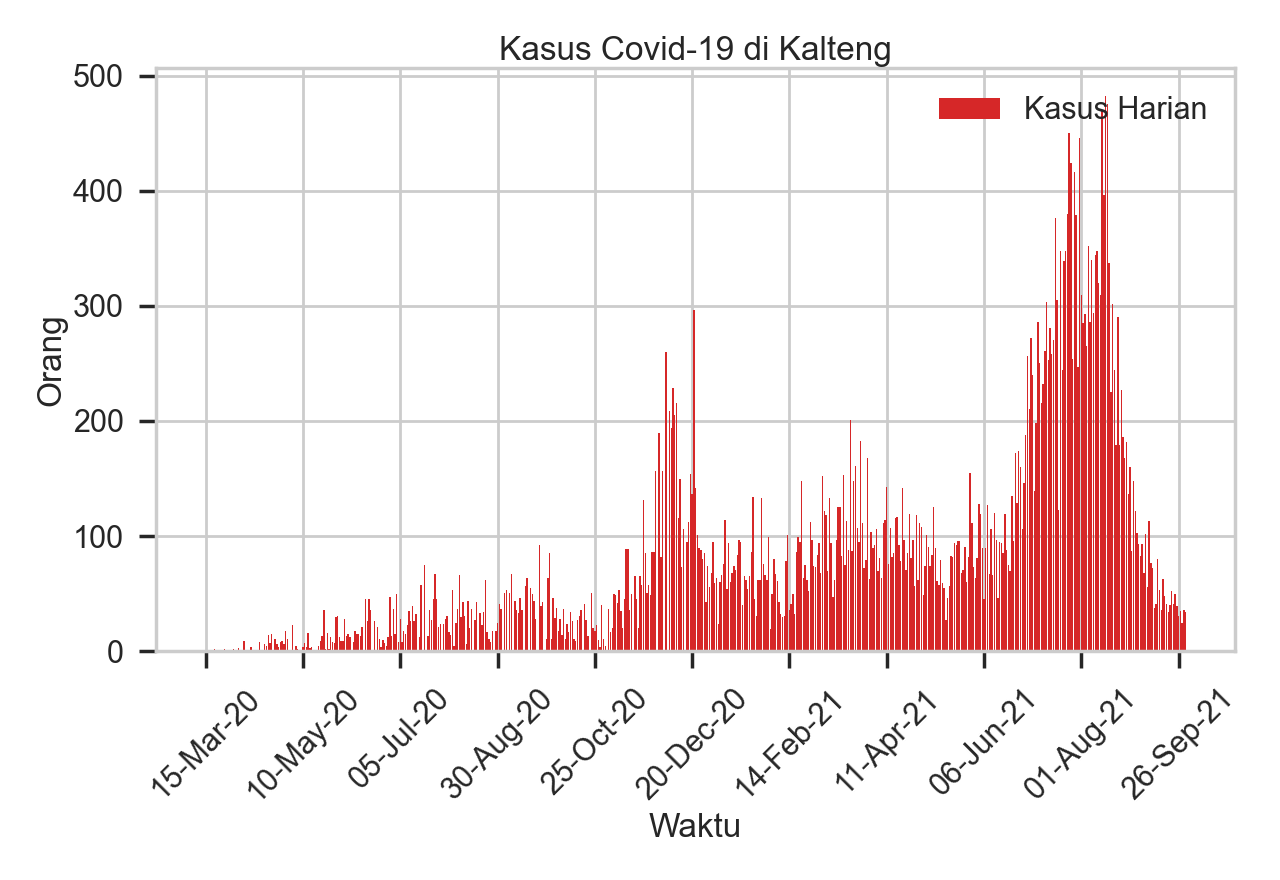 Kasus Covid-19 di Kalteng
Kasus Harian
500
400
300
200
100
0
Orang
15-Mar-20
10-May-20
05-Jul-20
30-Aug-20
25-Oct-20
20-Dec-20
14-Feb-21
11-Apr-21
06-Jun-21
01-Aug-21
26-Sep-21
Waktu